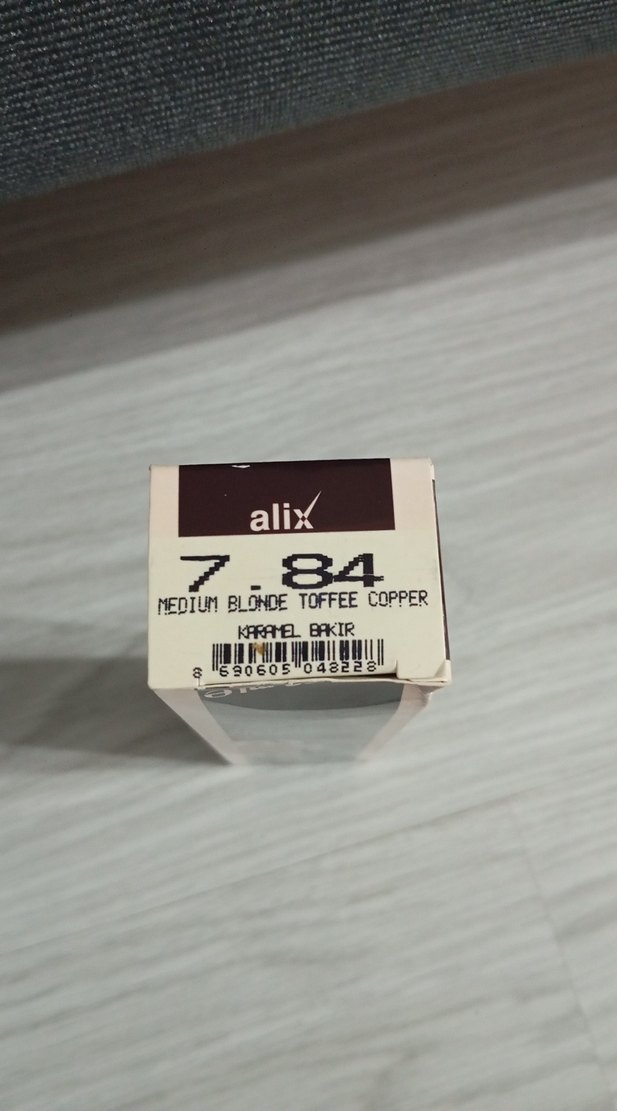 alix
7.84
MEDIUM BLONDE TOFFEE COPPER
KARAMEL BAKIR
8 690605 048228